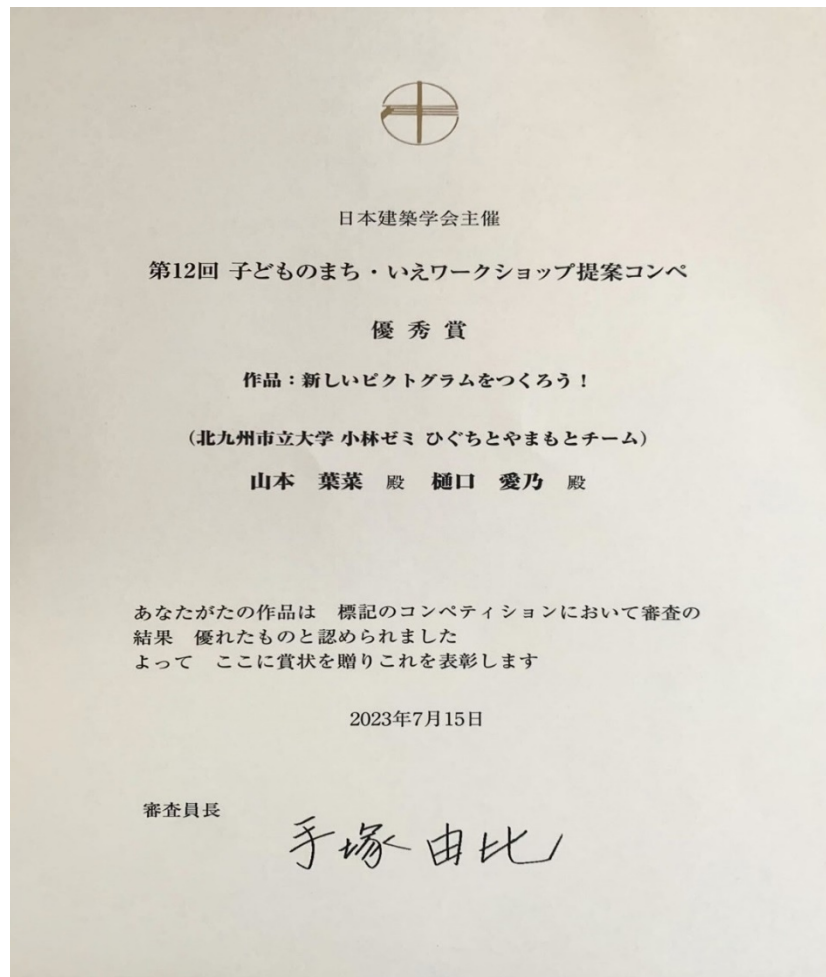 日本建築学会主催
第12回 子どものまち・いえワークショップ提案コンペ
優 秀 賞
作品：新しいピクトグラムをつくろう！
（北九州市立大学 小林ゼミ ひぐちとやまもとチーム）
山本　葉菜　殿　樋口　愛乃　殿
あなたがたの作品は　標記のコンペティションにおいて審査の
結果　優れたものと認められました
よって　ここに賞状を贈りこれを表彰します
2023年7月15日
審査員長
手塚由比